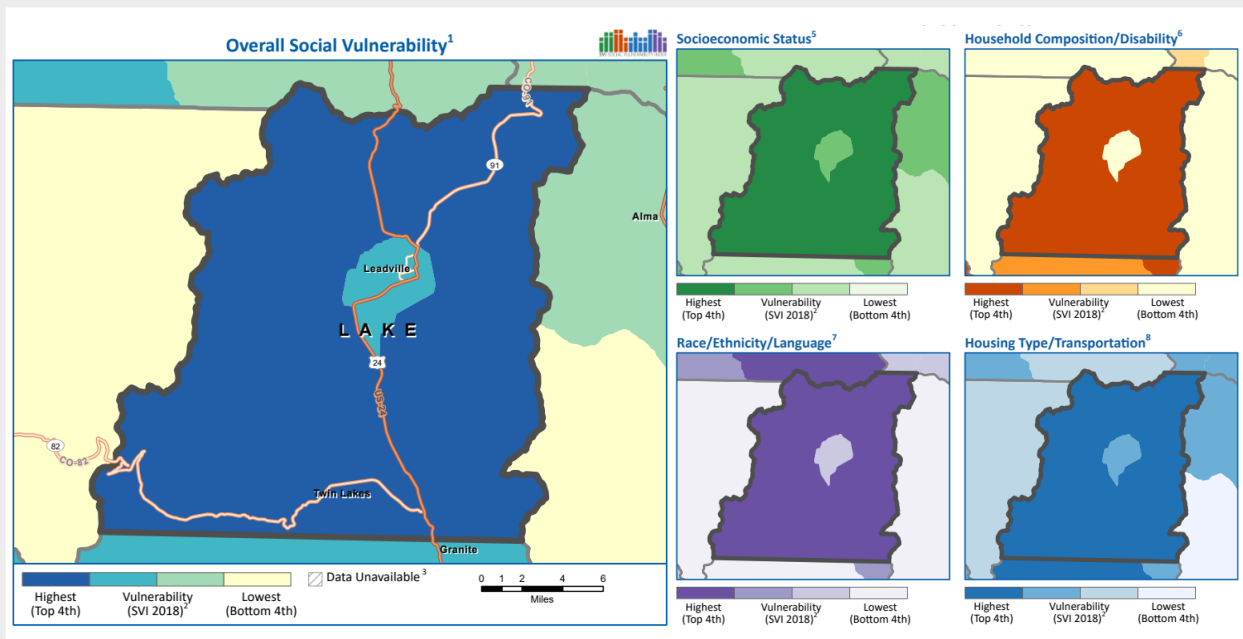 Overall Social Vulnerability1
CO-91
91
Alma
Leadville
LAKE
24
US-24
82
CO-82
Twin Lakes
Granite
Highest
(Top 4th)
Vulnerability
(SVI 2018)2
Lowest
(Bottom 4th)
Data Unavailable3
0 1 2 4 6
Miles
Socioeconomic Status5
Highest
(Top 4th)
Vulnerability
(SVI 2018)2
Lowest
(Bottom 4th)
Household Composition/Disability6
Highest
(Top 4th)
Vulnerability
(SVI 2018)2
Lowest
(Bottom 4th)
Race/Ethnicity/Language7
Highest
(Top 4th)
Vulnerability
(SVI 2018)2
Lowest
(Bottom 4th)
Housing Type/Transportation8
Highest
(Top 4th)
Vulnerability
(SVI 2018)2
Lowest
(Bottom 4th)